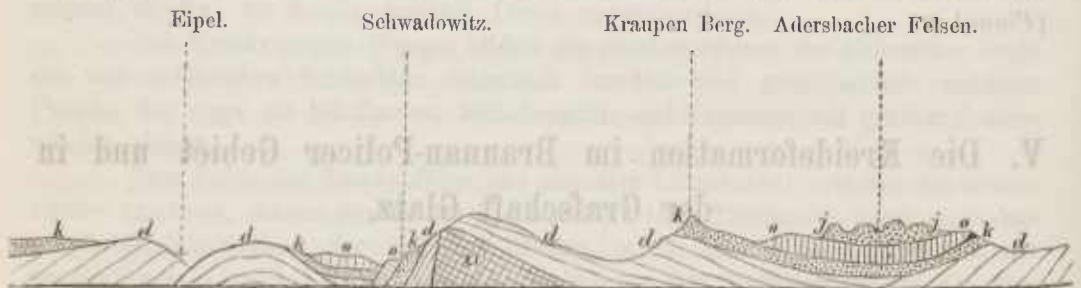 Eipel. Schwadowitz. Kraupen Berg. Adersbacher Felsen.
V. Die Kreideformation im Braunau-Policer Gebiet und in
der Grafschaft Glatz.
k d d k a o k d d d k a j j o k d